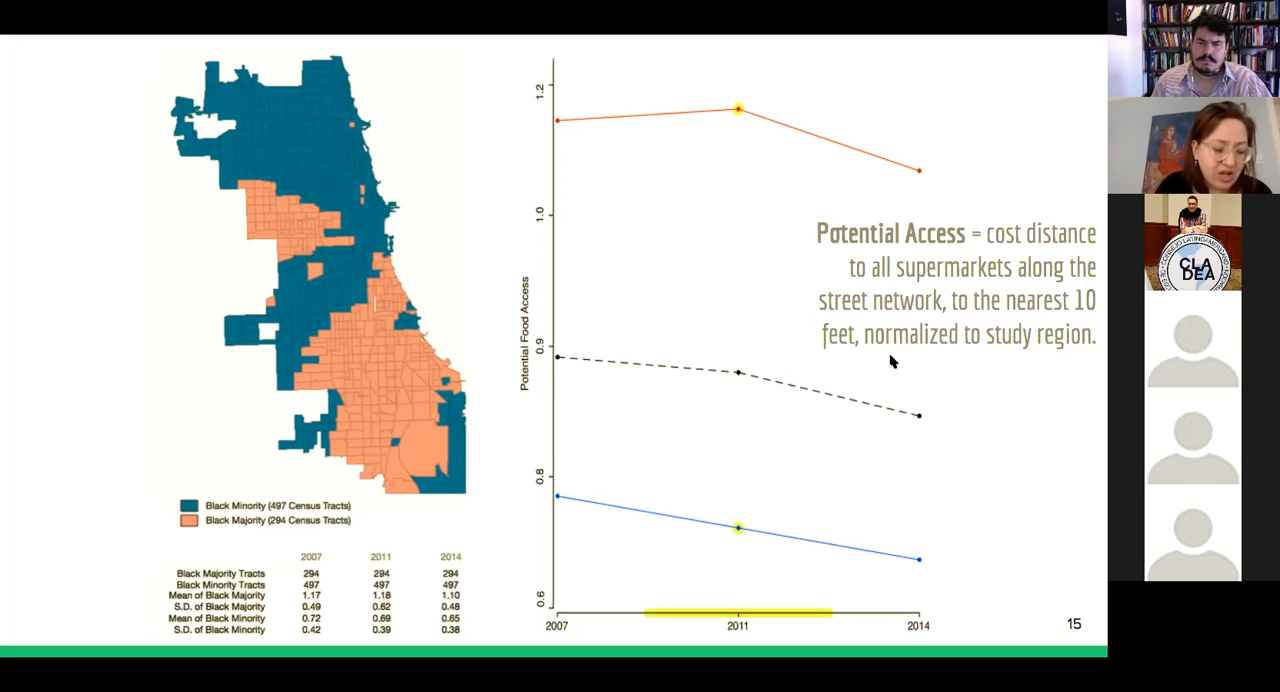 Black Minority (497 Census Tracts)
Black Majority (294 Census Tracts)
2007 2011 2014
Black Majority Tracts 294 294 294
Black Minority Tracts 497 497 497
Mean of Black Majority 1.17 1.18 1.10
S.D. of Black Majority 0.49 0.62 0.48
Mean of Black Minority 0.72 0.69 0.65
S.D. of Black Minority 0.42 0.39 0.38
Potential Food Access
1.2
1.0
0.9
0.8
0.6
2007 2011 2014
Potential Access = cost distance
to all supermarkets along the
street network, to the nearest 10
feet, normalized to study region.
15
CONSEJO LATINOAMERICANO
CLA
DEA